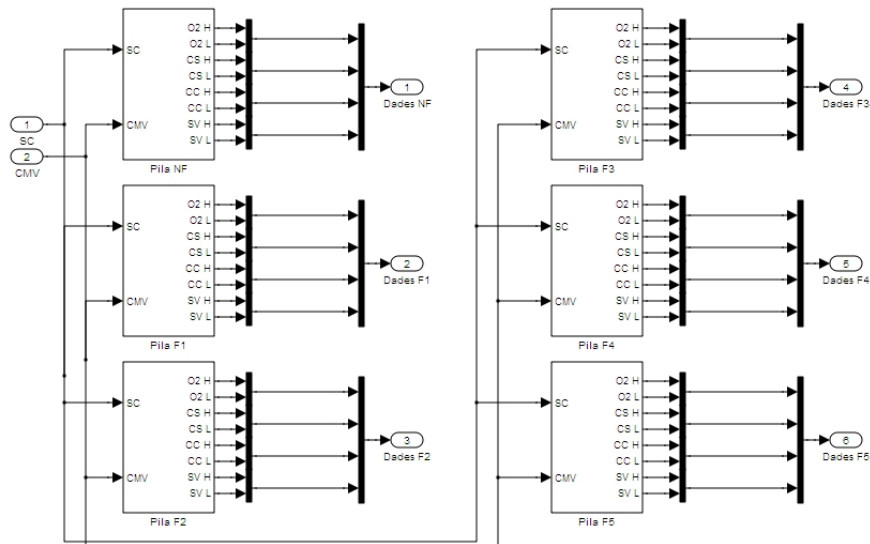 1
SC
2
CMV
SC
CMV
O2 H
O2 L
CS H
CS L
CC H
CC L
SV H
SV L
Pila NF
1
Dades NF
SC
CMV
O2 H
O2 L
CS H
CS L
CC H
CC L
SV H
SV L
Pila F1
2
Dades F1
SC
CMV
O2 H
O2 L
CS H
CS L
CC H
CC L
SV H
SV L
Pila F2
3
Dades F2
SC
CMV
O2 H
O2 L
CS H
CS L
CC H
CC L
SV H
SV L
Pila F3
4
Dades F3
SC
CMV
O2 H
O2 L
CS H
CS L
CC H
CC L
SV H
SV L
Pila F4
5
Dades F4
SC
CMV
O2 H
O2 L
CS H
CS L
CC H
CC L
SV H
SV L
Pila F5
6
Dades F5